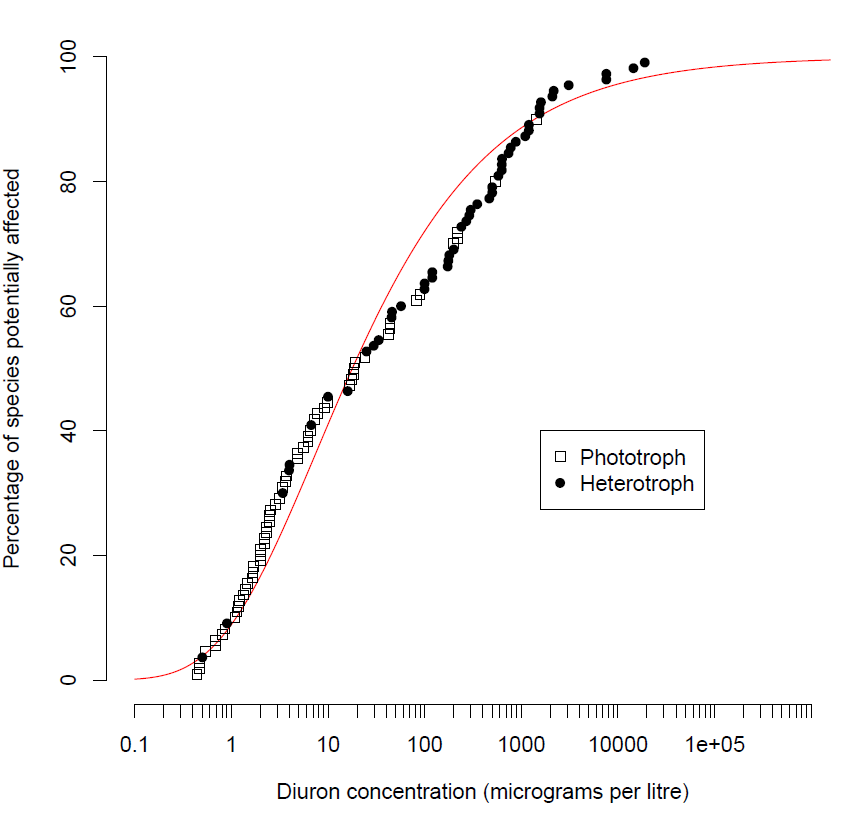 Percentage of species potentially affected
100
80
60
40
20
0
Phototroph
Heterotroph
0.1 1 10 100 1000 10000 1e+05
Diuron concentration (micrograms per litre)